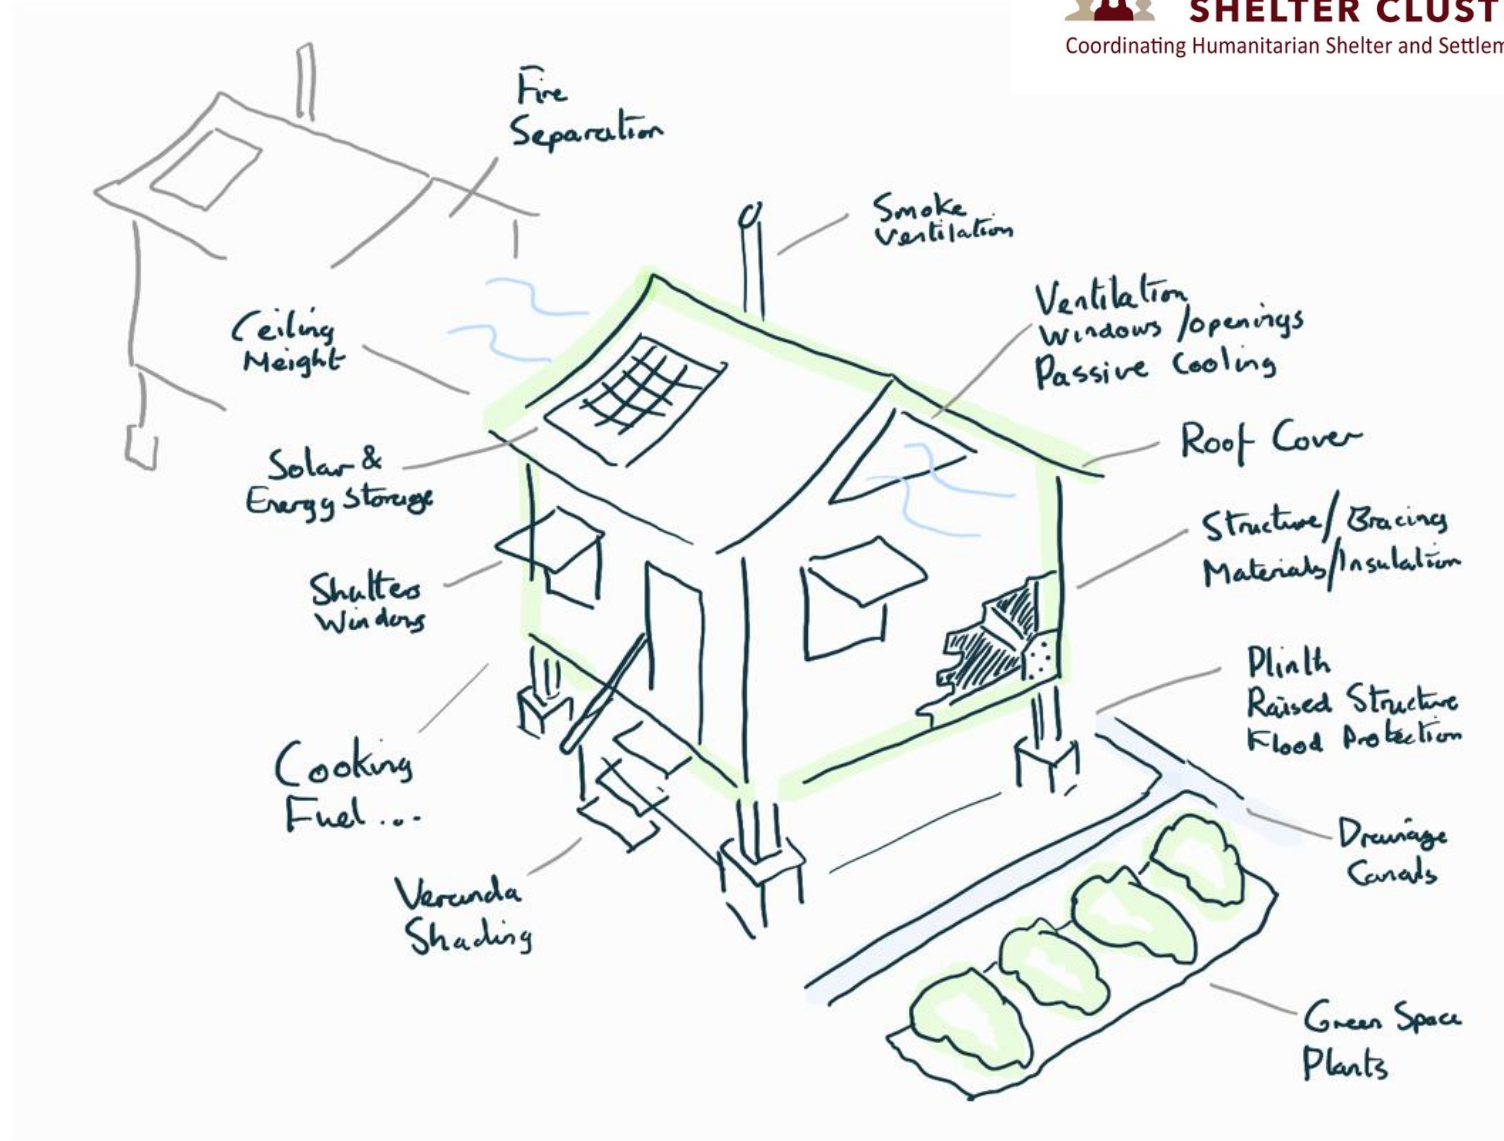 SHELTER CLUST
Coordinating Humanitarian Shelter and Settlem
Fire
Separation
Smoke
Ventilation
Ventilation
Windows/openings
Passive Cooling
Ceiling
Height
Roof Cover
Solar &
Energy Storage
Structure/Bracing
Materials/Insulation
Shutters
Windows
Plinth
Raised Structure
Flood Protection
Cooking
Fuel...
Drainage
Canals
Veranda
Shading
Green Space
Plants